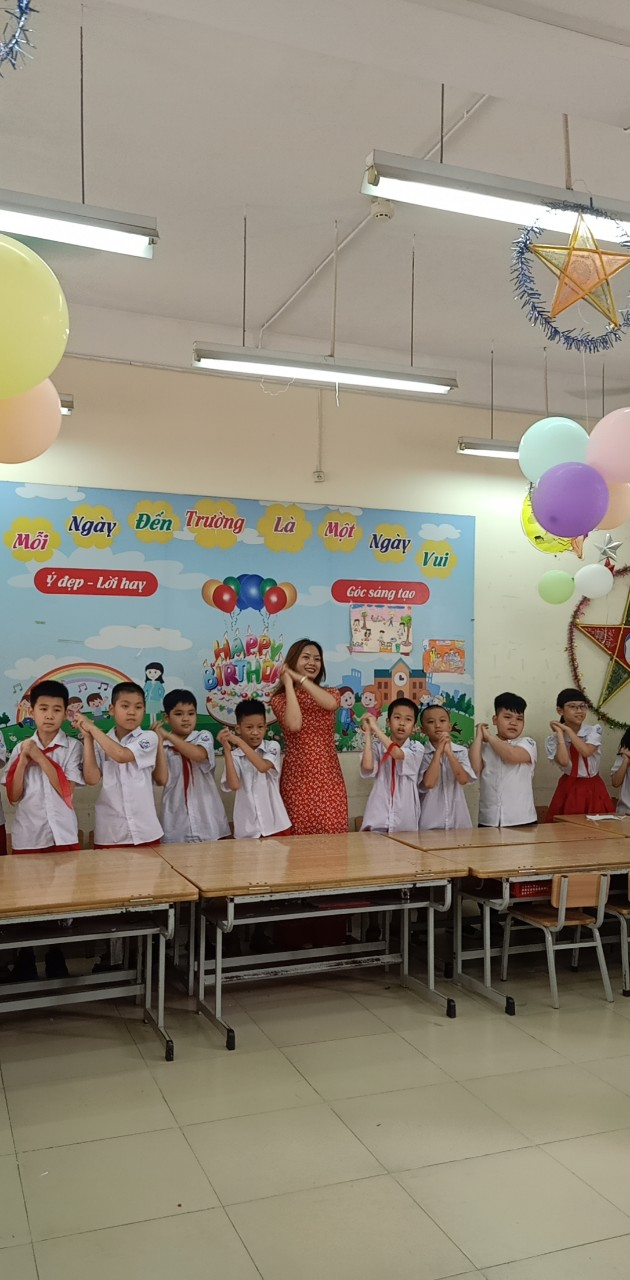 Mỗi Ngày Đến Trường Là Một Ngày Vui
Ý đẹp - Lời hay
Góc sáng tạo
HAPPY
BIRTHDA